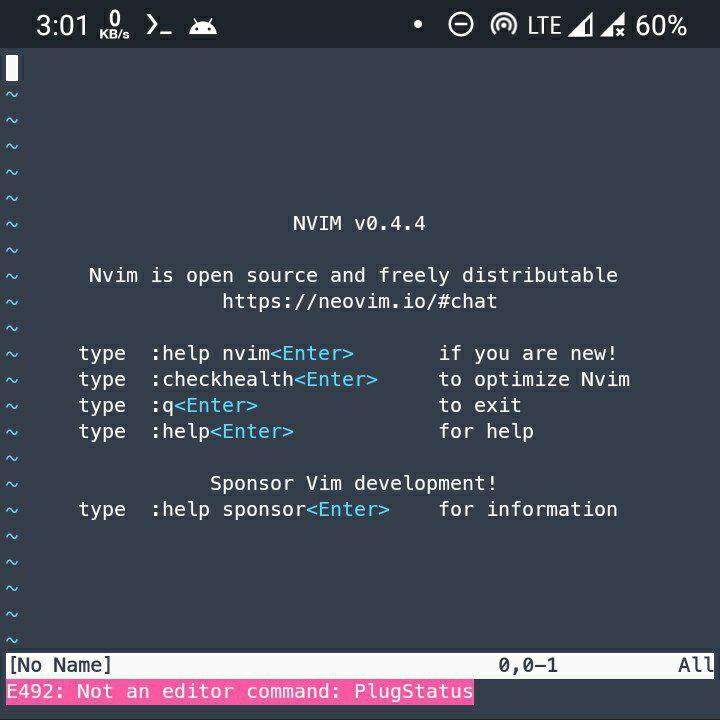 3:01 0 KB/s LTE 60%
~
~
~
~
~
~ NVIM v0.4.4
~
~ Nvim is open source and freely distributable
~ https://neovim.io/#chat
~
~ type :help nvim<Enter> if you are new!
~ type :checkhealth<Enter> to optimize Nvim
~ type :q<Enter> to exit
~ type :help<Enter> for help
~
~ Sponsor Vim development!
~ type :help sponsor<Enter> for information
~
~
~
~
~
[No Name] 0,0-1 All
E492: Not an editor command: PlugStatus